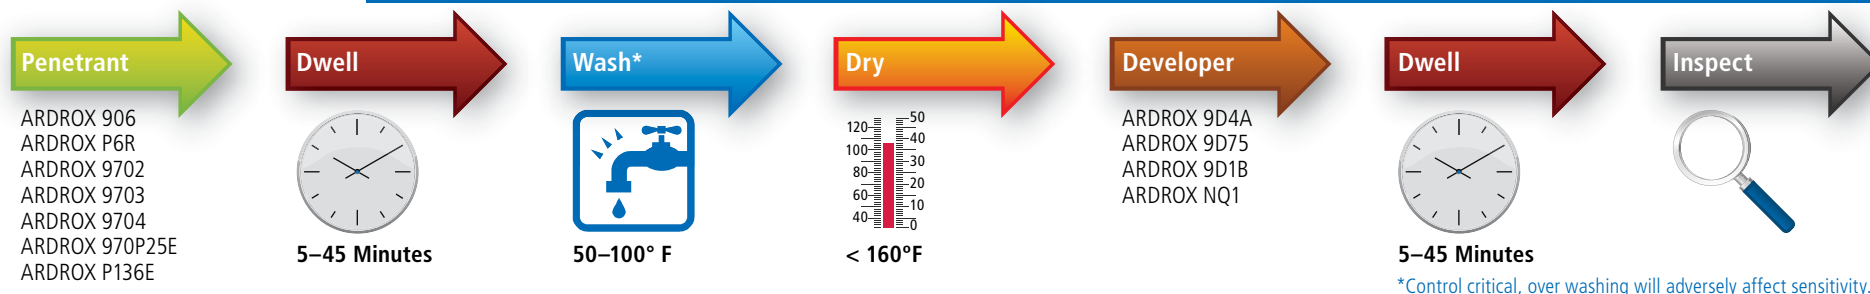 Penetrant
ARDROX 906
ARDROX P6R
ARDROX 9702
ARDROX 9703
ARDROX 9704
ARDROX 970P25E
ARDROX P136E
Dwell
5–45 Minutes
Wash*
50–100° F
Dry
120
100
80
60
40
50
40
30
20
10
0
< 160°F
Developer
ARDROX 9D4A
ARDROX 9D75
ARDROX 9D1B
ARDROX NQ1
Dwell
5–45 Minutes
Inspect
*Control critical, over washing will adversely affect sensitivity.